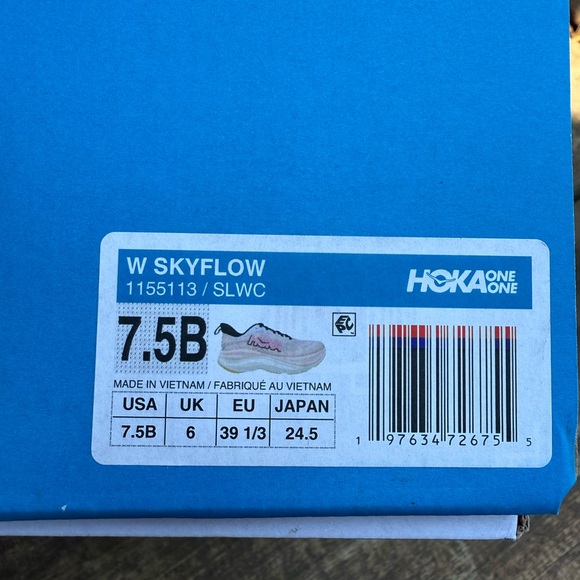 W SKYFLOW
1155113 / SLWC
HOKA ONE ONE
7.5B
HOKA
MADE IN VIETNAM / FABRIQUÉ AU VIETNAM
USA UK EU JAPAN
7.5B 6 39 1/3 24.5
1 97634 72675 5